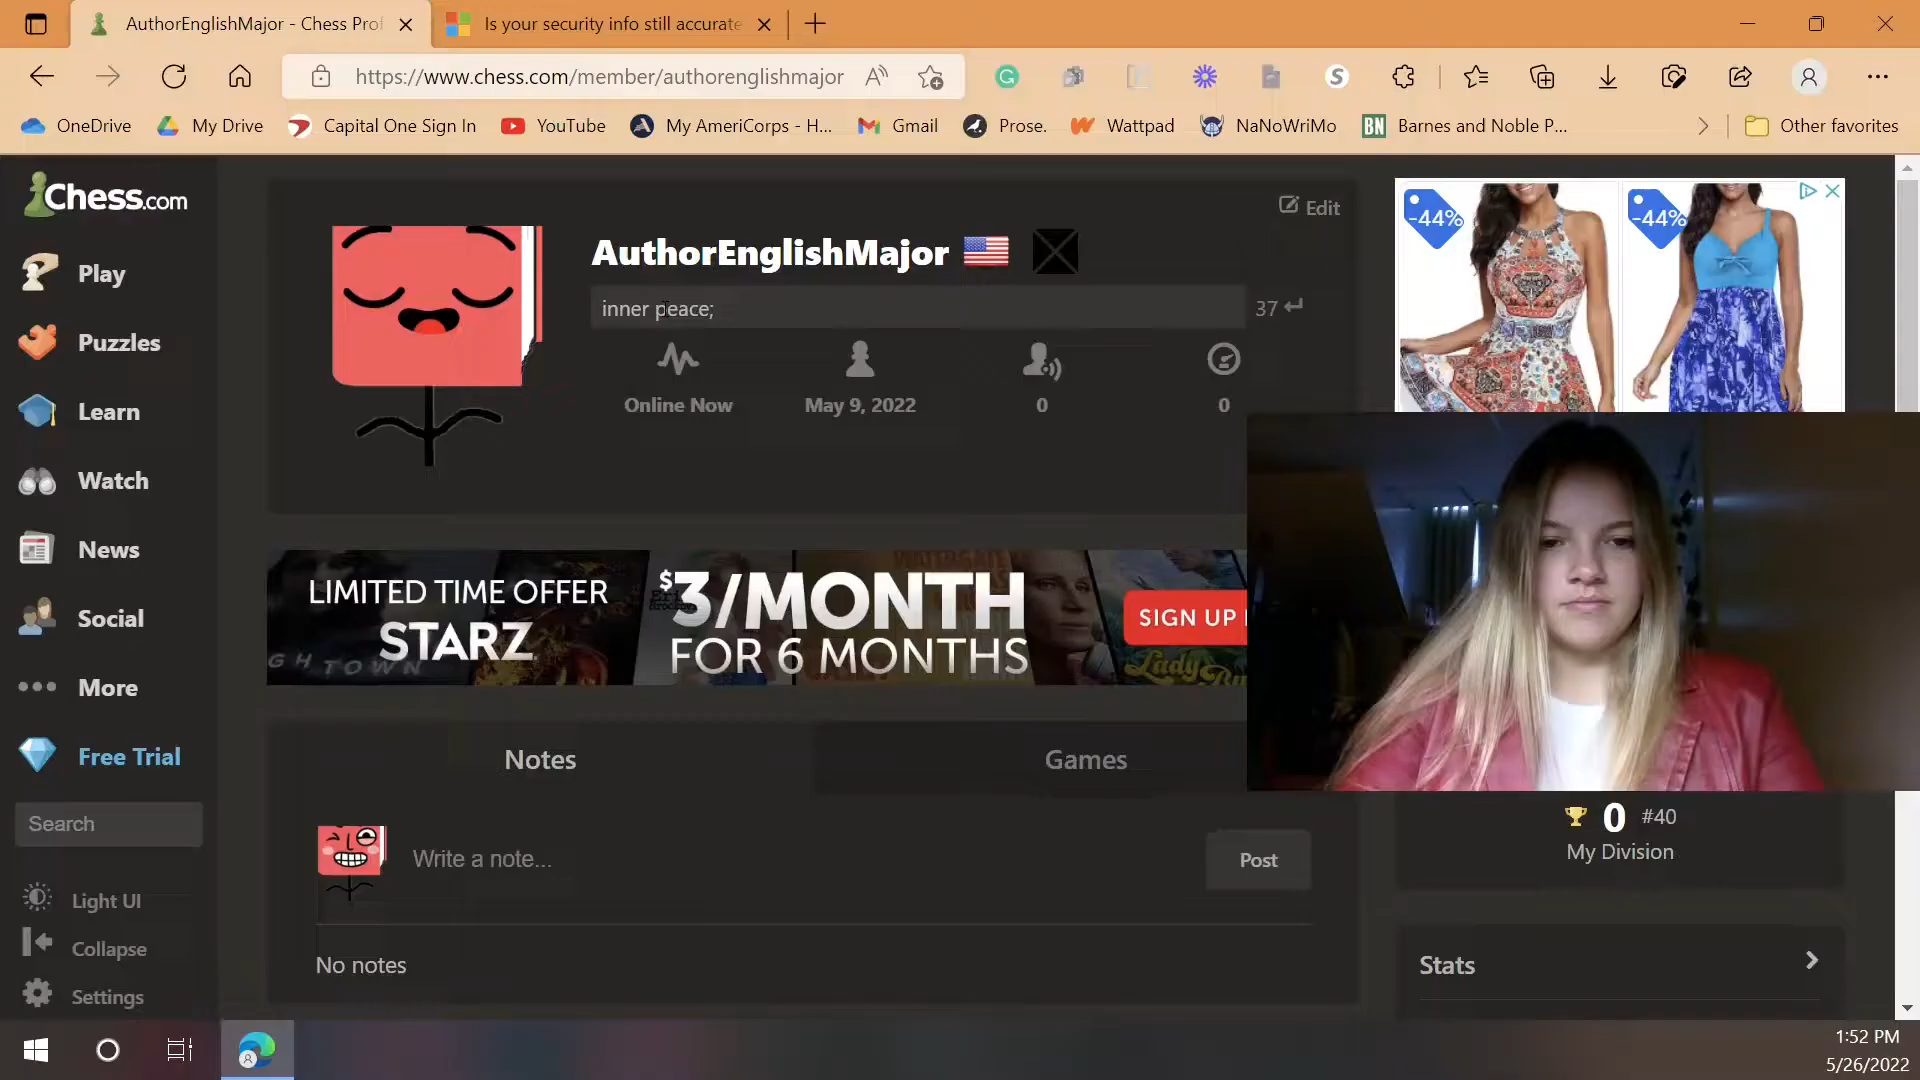 AuthorEnglishMajor - Chess Prof
Is your security info still accurate
https://www.chess.com/member/authorenglishmajor
OneDrive
My Drive
Capital One Sign In
YouTube
My AmeriCorps - H...
Gmail
Prose.
Wattpad
NaNoWriMo
BN
Barnes and Noble P...
Other favorites
Chess.com
Play
Puzzles
Learn
Watch
News
Social
More
Free Trial
Search
Light UI
Collapse
Settings
Edit
AuthorEnglishMajor
inner peace;
37
Online Now
May 9, 2022
0
0
-44%
-44%
LIMITED TIME OFFER
STARZ
$3/MONTH
FOR 6 MONTHS
SIGN UP
Notes
Games
Write a note...
Post
No notes
0 #40
My Division
Stats
1:52 PM
5/26/2022